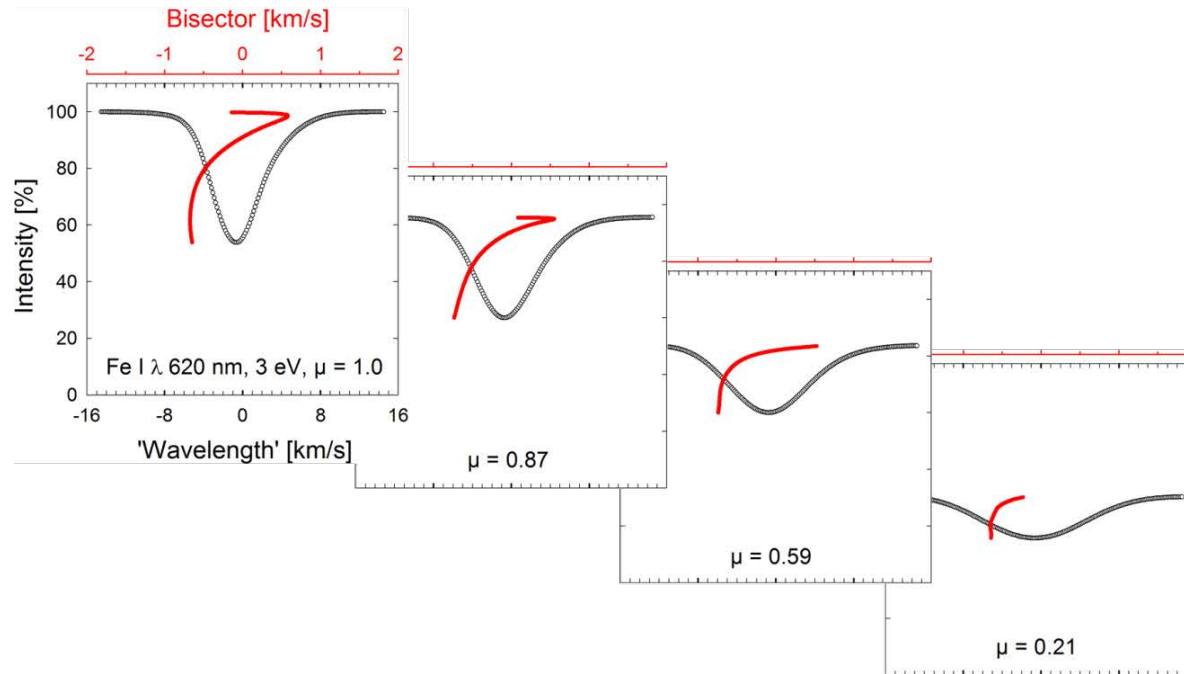 Bisector [km/s]
-2 -1 0 1 2
100
80
60
40
20
0
Intensity [%]
Fe I λ 620 nm, 3 eV, μ = 1.0
-16 -8 0 8 16
'Wavelength' [km/s]
μ = 0.87
μ = 0.59
μ = 0.21